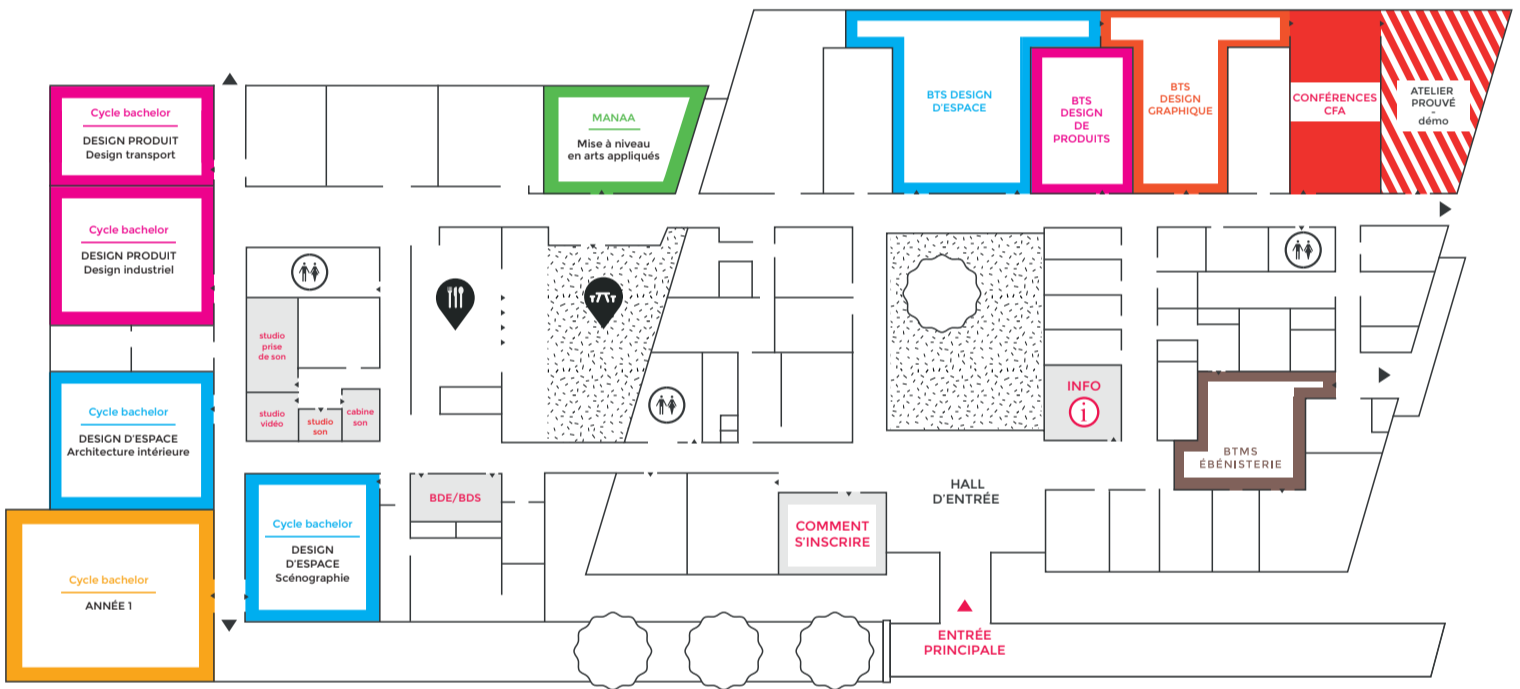 Cycle bachelor
DESIGN PRODUIT
Design transport
MANAA
Mise à niveau
en arts appliqués
BTS DESIGN
D'ESPACE
BTS
DESIGN
DE
PRODUITS
BTS
DESIGN
GRAPHIQUE
CONFÉRENCES
CFA
ATELIER
PROUVÉ
-
démo
Cycle bachelor
DESIGN PRODUIT
Design industriel
studio
prise
de son
studio
vidéo
studio
son
cabine
son
INFO
i
Cycle bachelor
DESIGN D'ESPACE
Architecture intérieure
BTMS
ÉBÉNISTERIE
BDE/BDS
HALL
D'ENTRÉE
COMMENT
S'INSCRIRE
Cycle bachelor
DESIGN
D'ESPACE
Scénographie
Cycle bachelor
ANNÉE 1
ENTRÉE
PRINCIPALE